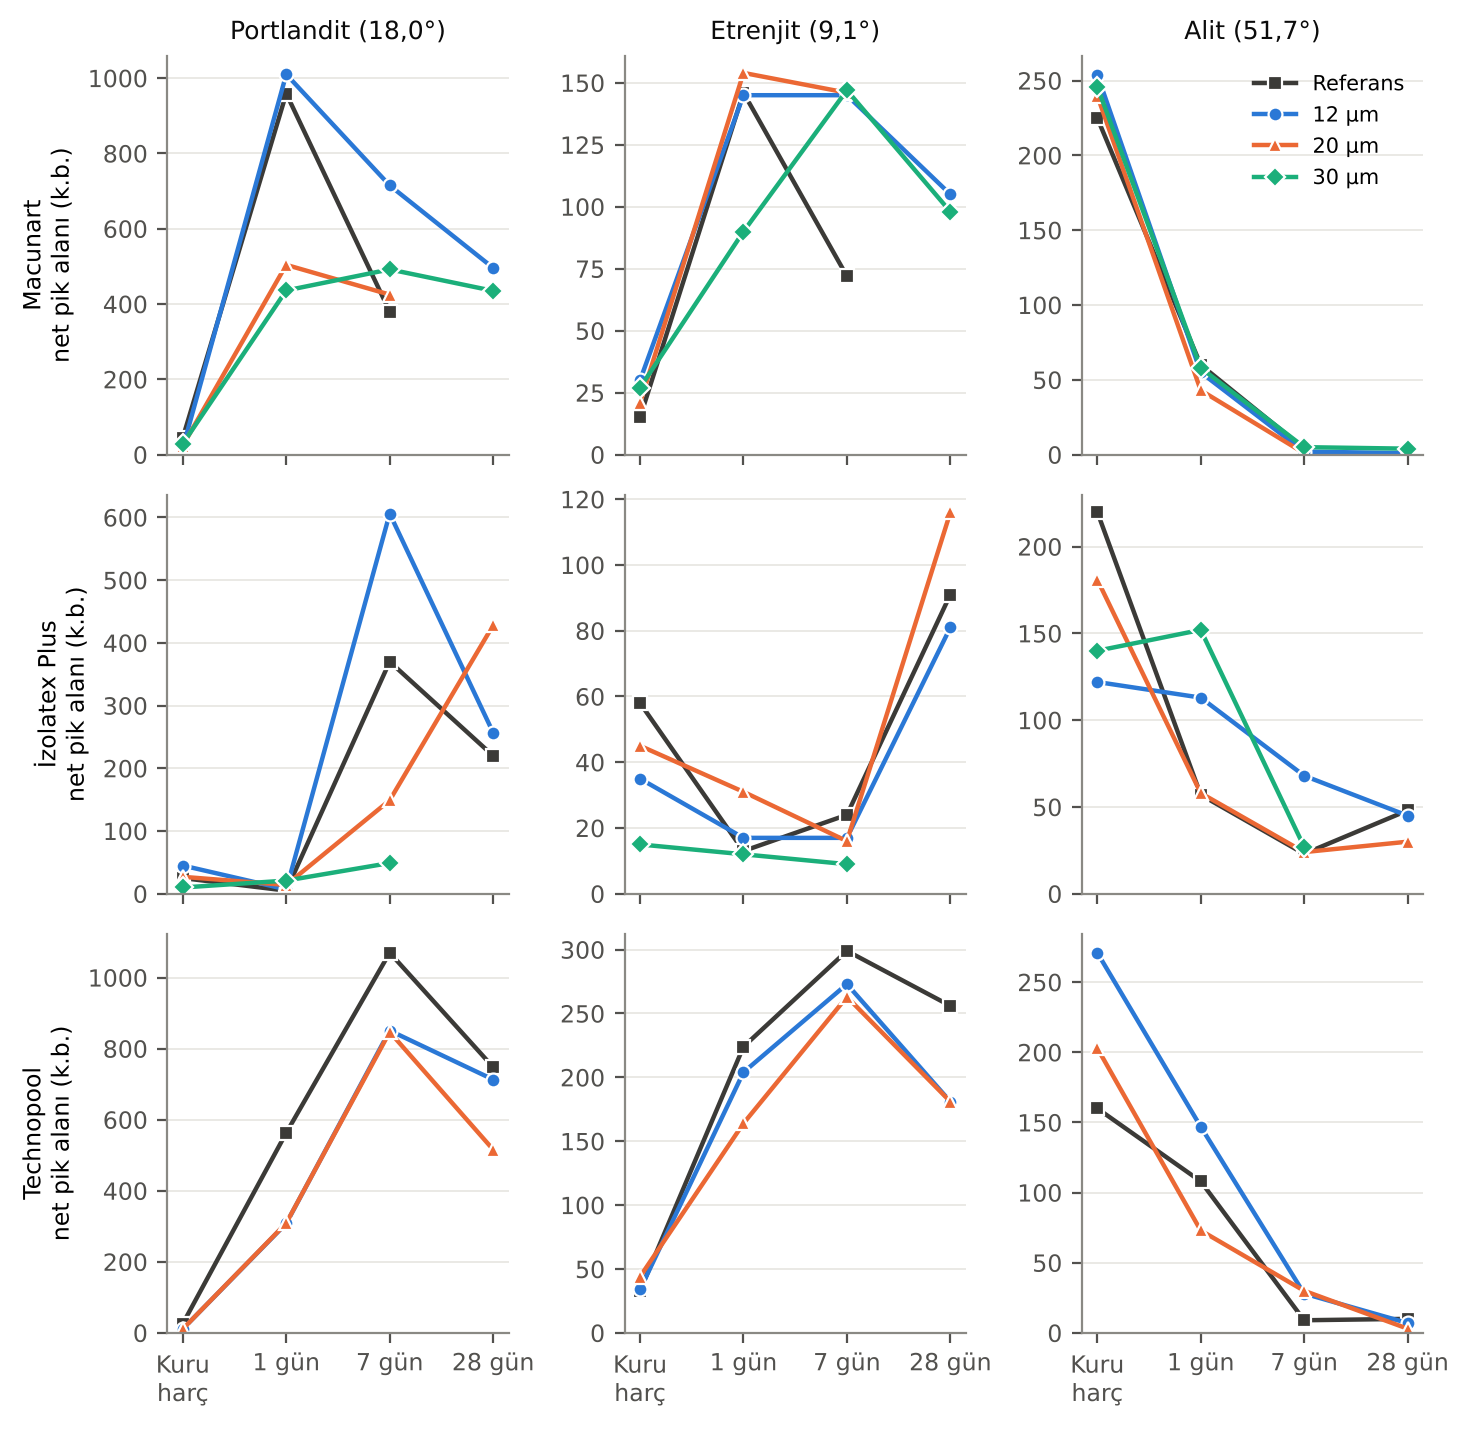 Portlandit (18,0°)
Etrenjit (9,1°)
Alit (51,7°)
Macunart
net pik alanı (k.b.)
1000
800
600
400
200
0
150
125
100
75
50
25
0
250
200
150
100
50
0
Referans
12 µm
20 µm
30 µm
İzolatex Plus
net pik alanı (k.b.)
600
500
400
300
200
100
0
120
100
80
60
40
20
0
200
150
100
50
0
Technopool
net pik alanı (k.b.)
1000
800
600
400
200
0
300
250
200
150
100
50
0
250
200
150
100
50
0
Kuru
harç
1 gün
7 gün
28 gün
Kuru
harç
1 gün
7 gün
28 gün
Kuru
harç
1 gün
7 gün
28 gün